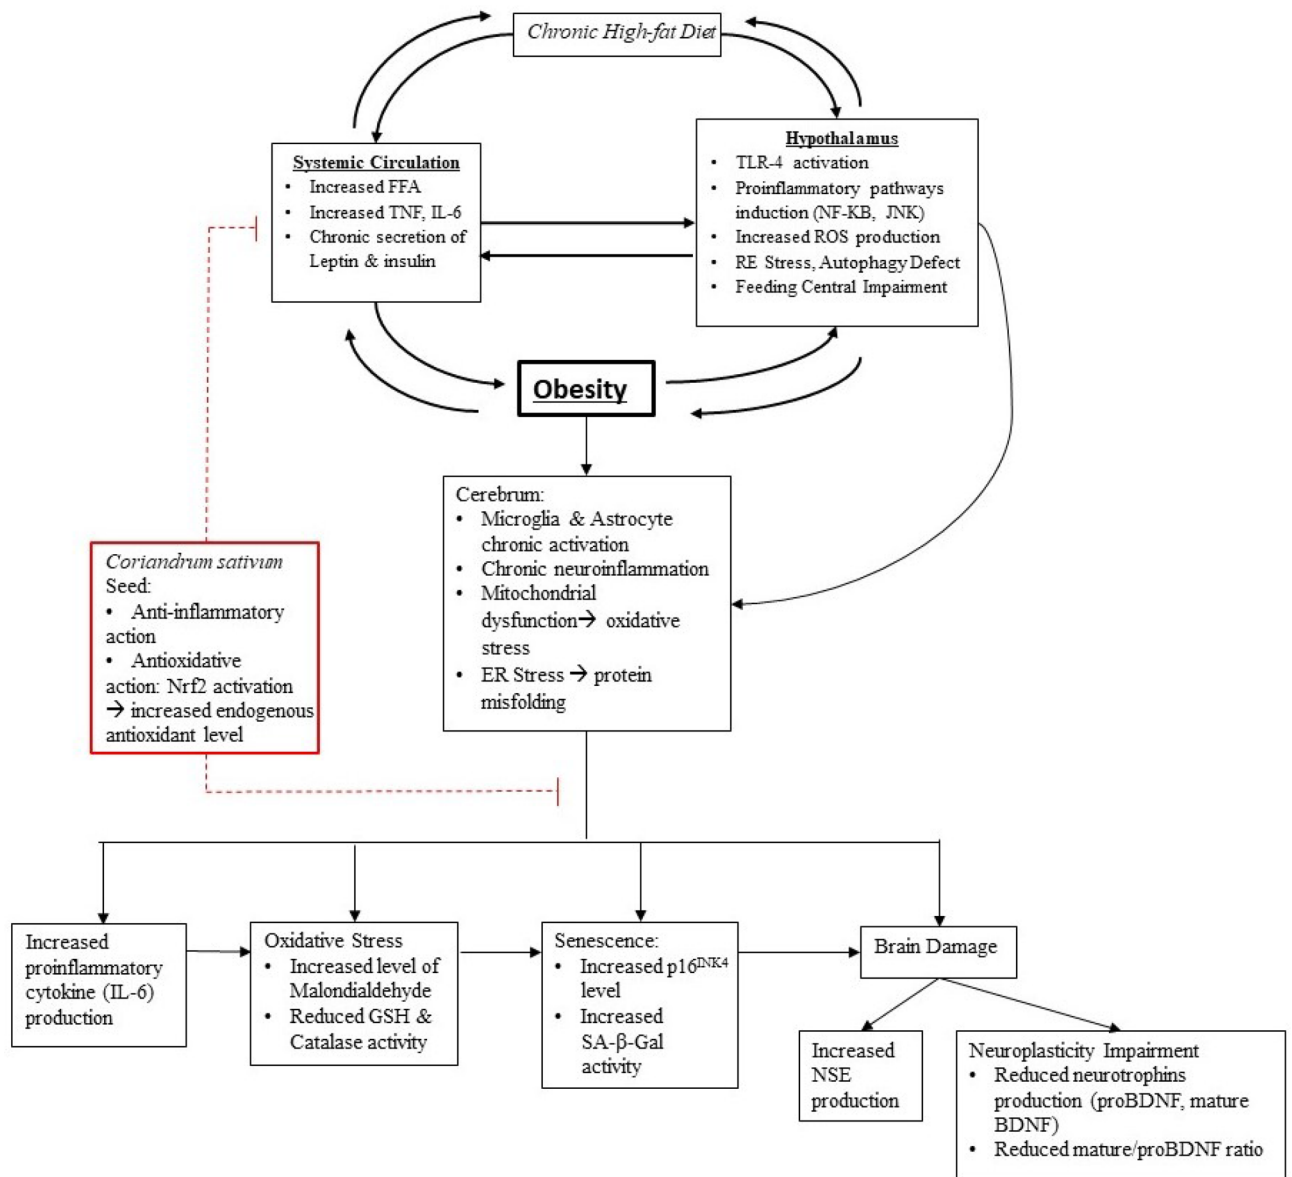 Chronic High-fat Diet
Systemic Circulation
• Increased FFA
• Increased TNF, IL-6
• Chronic secretion of
Leptin & insulin
Hypothalamus
• TLR-4 activation
• Proinflammatory pathways
induction (NF-KB, JNK)
• Increased ROS production
• RE Stress, Autophagy Defect
• Feeding Central Impairment
Obesity
Cerebrum:
• Microglia & Astrocyte
chronic activation
• Chronic neuroinflammation
• Mitochondrial
dysfunction→ oxidative
stress
• ER Stress → protein
misfolding
Coriandrum sativum
Seed:
• Anti-inflammatory
action
• Antioxidative
action: Nrf2 activation
→ increased endogenous
antioxidant level
Increased
proinflammatory
cytokine (IL-6)
production
Oxidative Stress
• Increased level of
Malondialdehyde
• Reduced GSH &
Catalase activity
Senescence:
• Increased p16INK4
level
• Increased
SA-β-Gal
activity
Brain Damage
Increased
NSE
production
Neuroplasticity Impairment
• Reduced neurotrophins
production (proBDNF, mature
BDNF)
• Reduced mature/proBDNF ratio